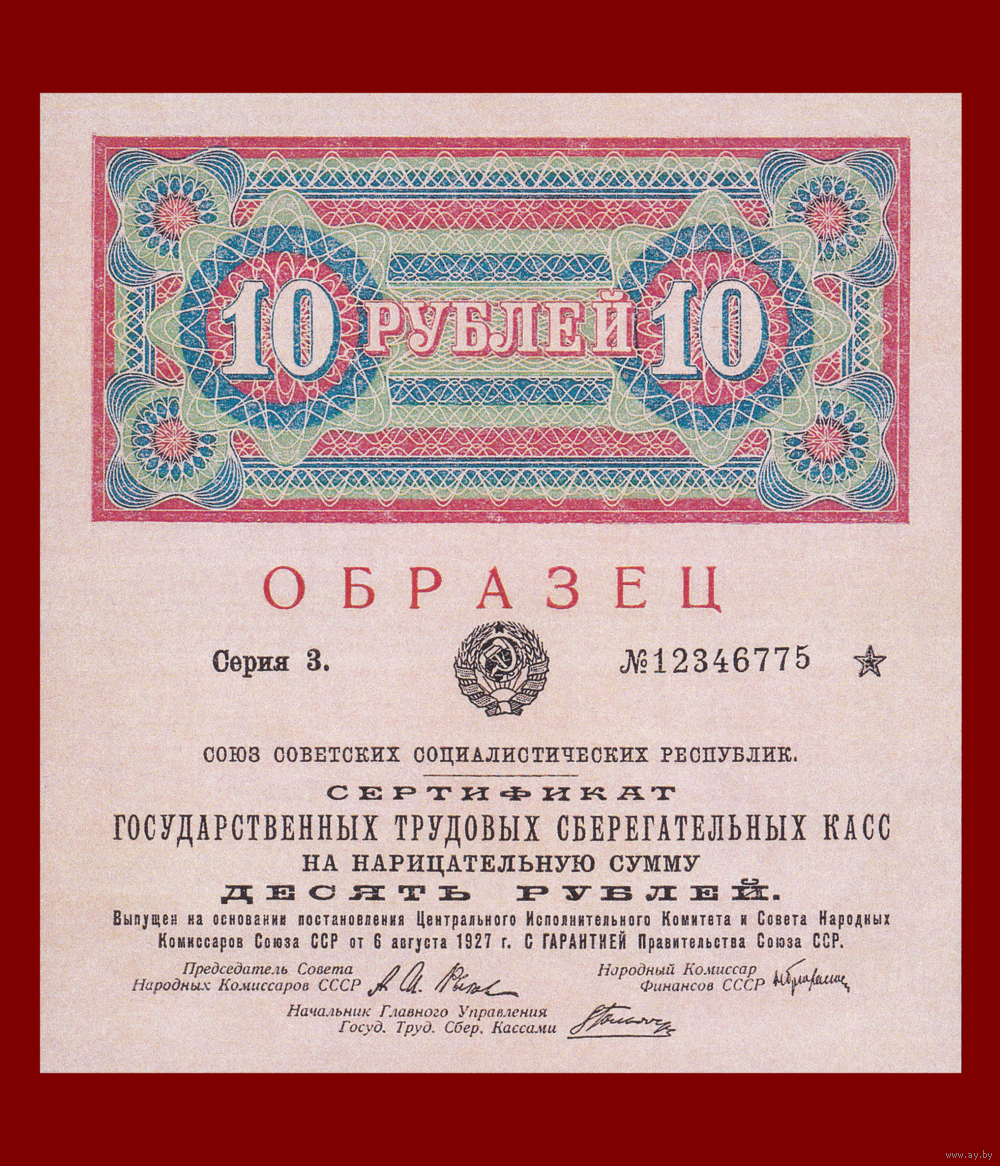 10 РУБЛЕЙ 10
ОБРАЗЕЦ
Серия 3.
№12346775
СОЮЗ СОВЕТСКИХ СОЦИАЛИСТИЧЕСКИХ РЕСПУБЛИК.
СЕРТИФИКАТ
ГОСУДАРСТВЕННЫХ ТРУДОВЫХ СБЕРЕГАТЕЛЬНЫХ КАСС
НА НАРИЦАТЕЛЬНУЮ СУММУ
ДЕСЯТЬ РУБЛЕЙ.
Выпущен на основании постановления Центрального Исполнительного Комитета и Совета Народных
Комиссаров Союза ССР от 6 августа 1927 г. С ГАРАНТИЕЙ Правительства Союза ССР.
Председатель Совета
Народных Комиссаров СССР
Народный Комиссар
Финансов СССР
Начальник Главного Управления
Госуд. Труд. Сбер. Кассами
www.ay.by